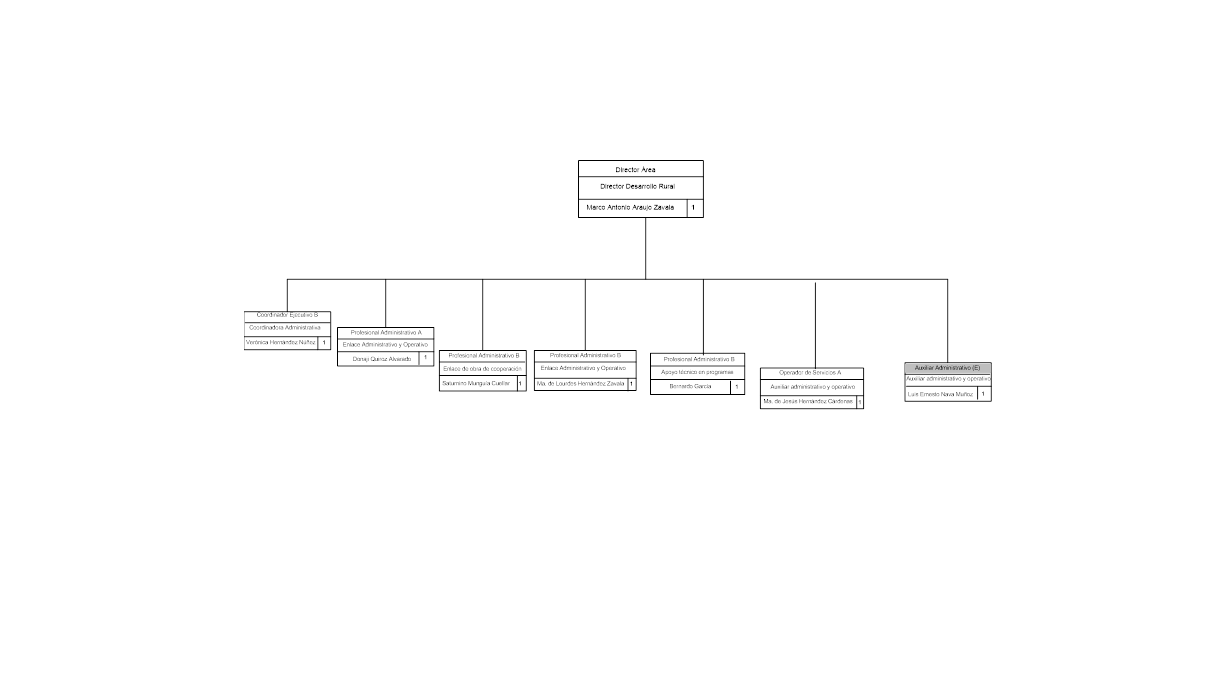 Director Área
Director Desarrollo Rural
Marco Antonio Araujo Zavala 1
Coordinador Ejecutivo B
Coordinadora Administrativa
Verónica Hernández Núñez 1
Profesional Administrativo A
Enlace Administrativo y Operativo
Donaji Quiroz Alvarado 1
Profesional Administrativo B
Enlace de obra de cooperación
Saturnino Munguía Cuellar 1
Profesional Administrativo B
Enlace Administrativo y Operativo
Ma. de Lourdes Hernández Zavala 1
Profesional Administrativo B
Apoyo técnico en programas
Bernardo García 1
Operador de Servicios A
Auxiliar administrativo y operativo
Ma. de Jesús Hernández Cárdenas 1
Auxiliar Administrativo (E)
Auxiliar administrativo y operativo
Luis Ernesto Nava Muñoz 1